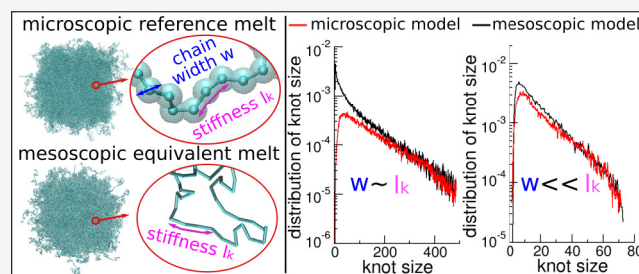 microscopic reference melt
chain
width w
stiffness lₖ
mesoscopic equivalent melt
stiffness lₖ
microscopic model
mesoscopic model
distribution of knot size
10⁻²
10⁻³
10⁻⁴
10⁻⁵
10⁻⁶
w~ lₖ
0
200
400
knot size
distribution of knot size
10⁻²
10⁻³
10⁻⁴
10⁻⁵
w<< lₖ
0
20
40
60
80
knot size